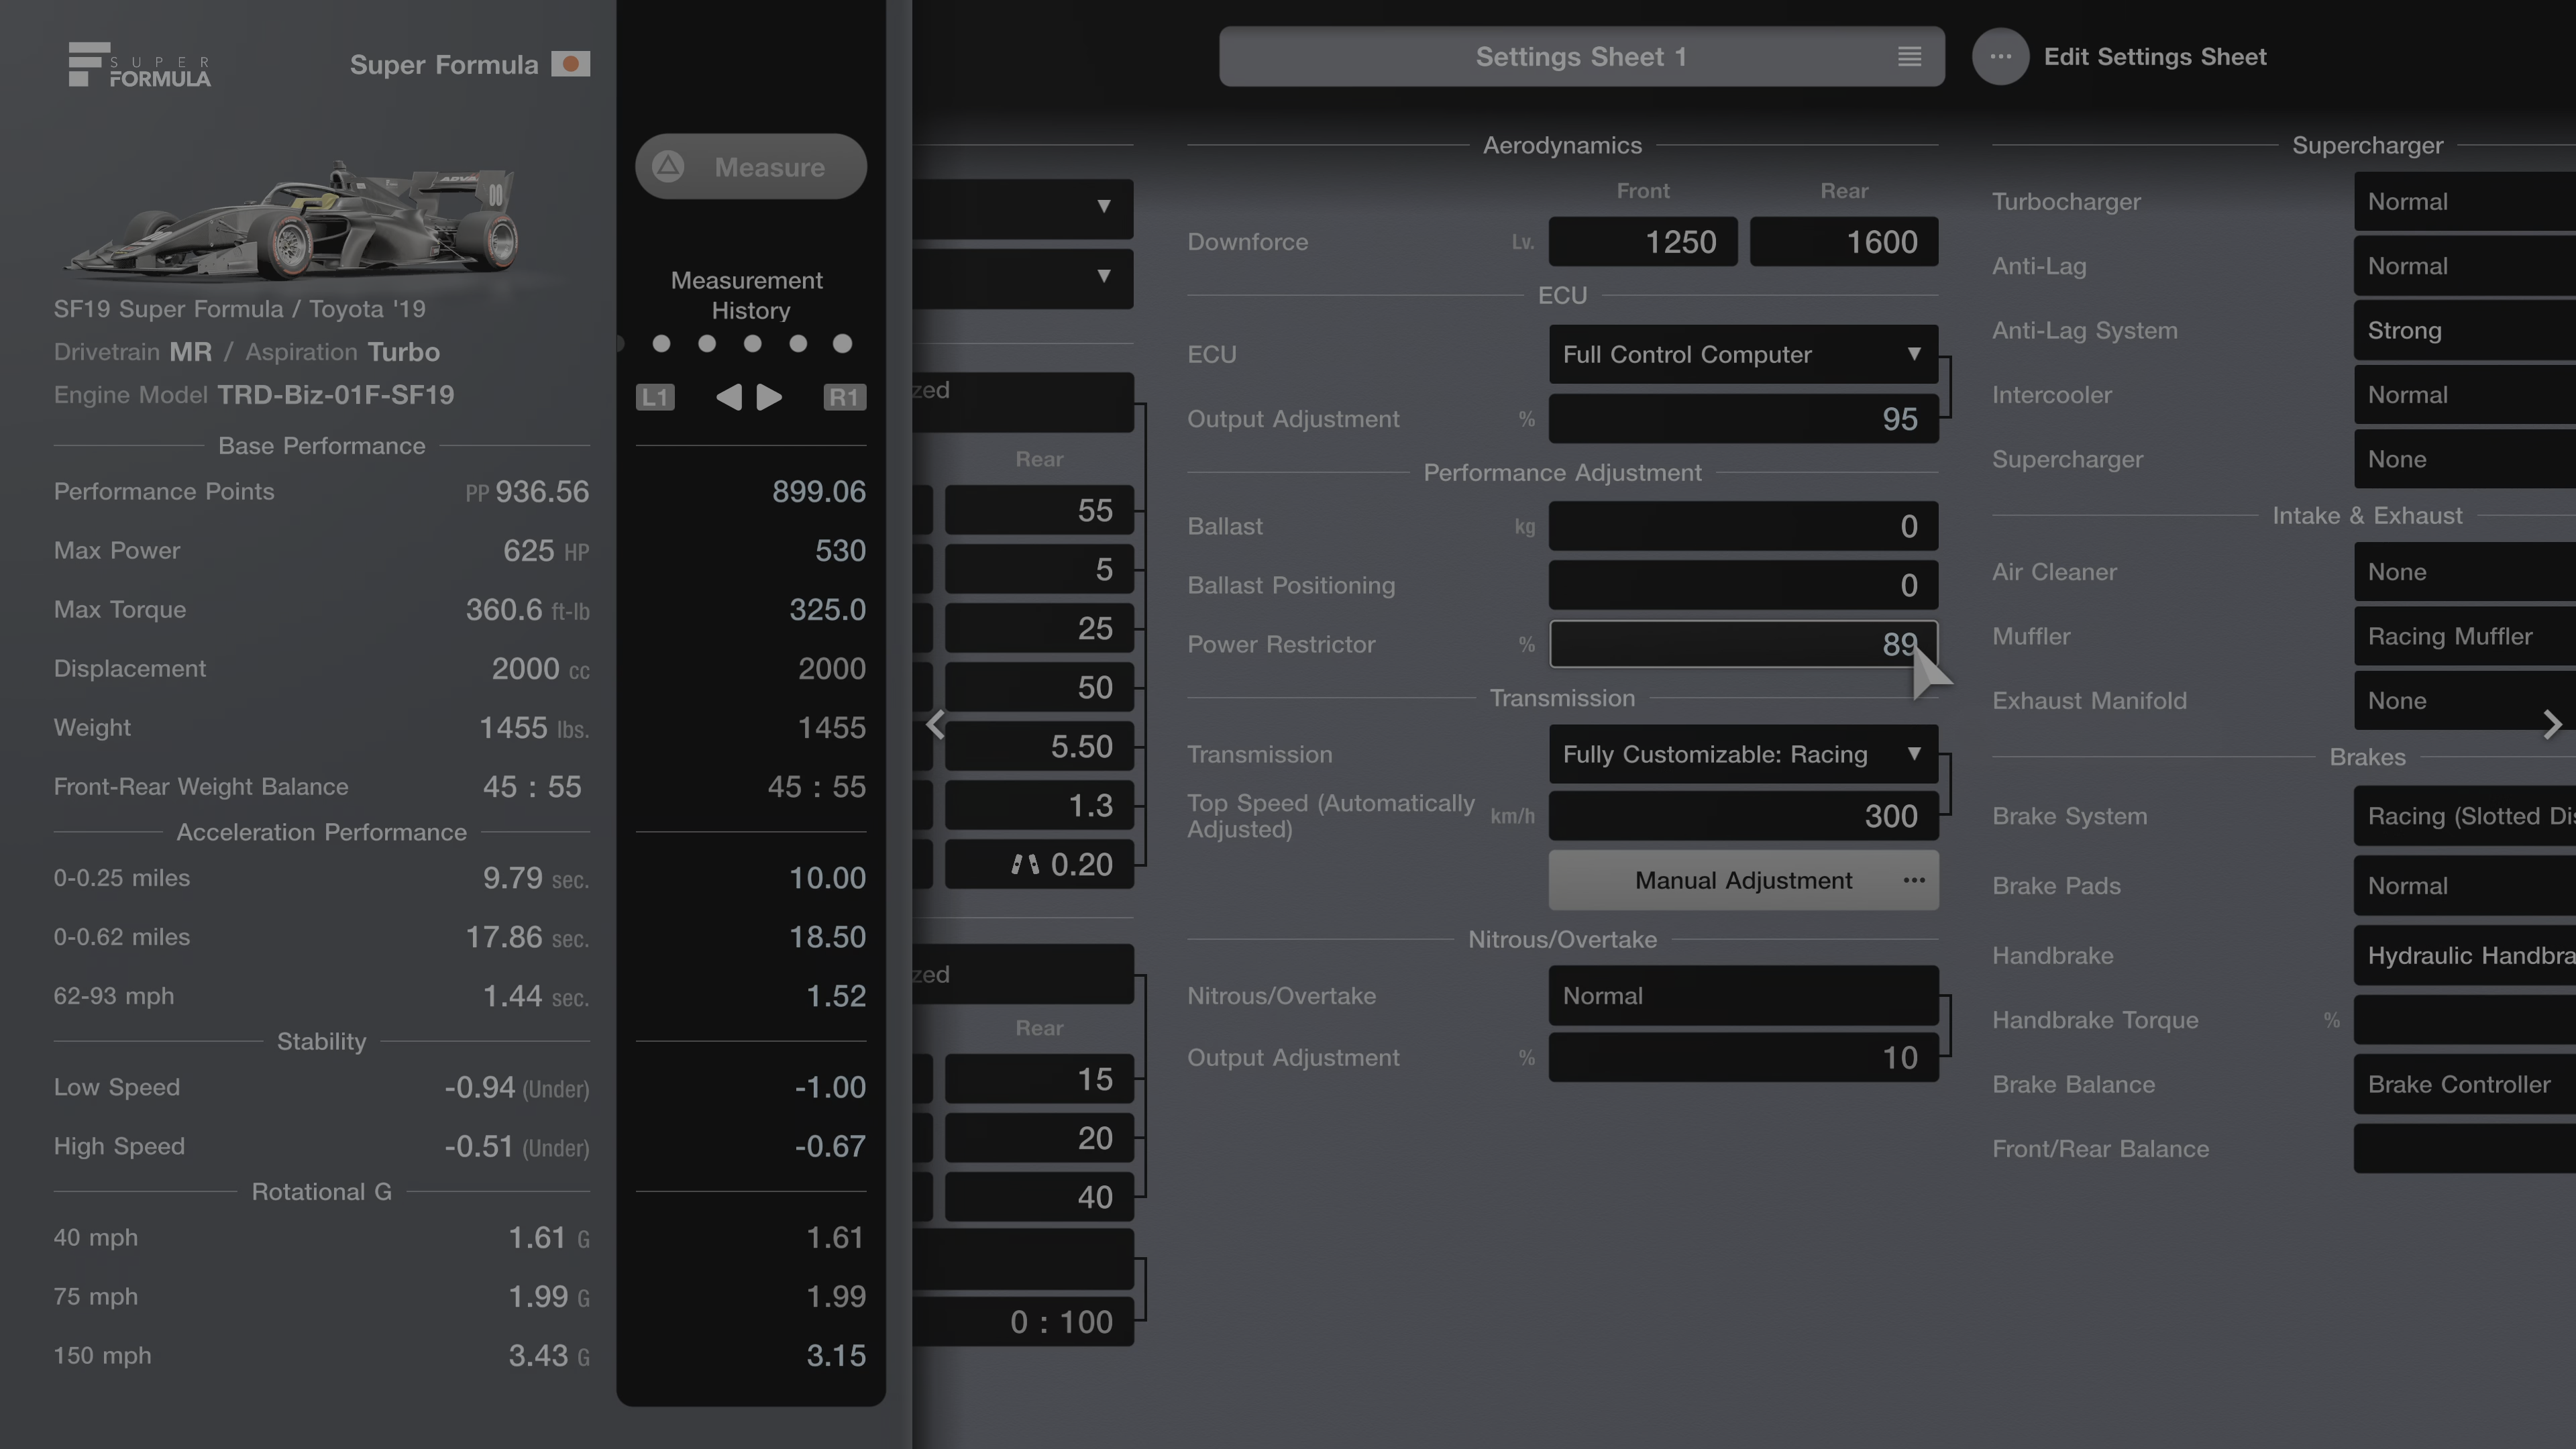 SUPER
FORMULA
Super Formula
SF19 Super Formula / Toyota '19
Drivetrain MR / Aspiration Turbo
Engine Model TRD-Biz-01F-SF19
Base Performance
Performance Points PP 936.56 899.06
Max Power 625 HP 530
Max Torque 360.6 ft-lb 325.0
Displacement 2000 cc 2000
Weight 1455 lbs. 1455
Front-Rear Weight Balance 45 : 55 45 : 55
Acceleration Performance
0-0.25 miles 9.79 sec. 10.00
0-0.62 miles 17.86 sec. 18.50
62-93 mph 1.44 sec. 1.52
Stability
Low Speed -0.94 (Under) -1.00
High Speed -0.51 (Under) -0.67
Rotational G
40 mph 1.61 G 1.61
75 mph 1.99 G 1.99
150 mph 3.43 G 3.15
Measure
Measurement
History
L1 R1
zed
Rear
55
5
25
50
5.50
1.3
0.20
zed
Rear
15
20
40
0 : 100
Settings Sheet 1
Edit Settings Sheet
Aerodynamics
Front Rear
Downforce Lv. 1250 1600
ECU
ECU Full Control Computer
Output Adjustment % 95
Performance Adjustment
Ballast kg 0
Ballast Positioning 0
Power Restrictor % 89
Transmission
Transmission Fully Customizable: Racing
Top Speed (Automatically
Adjusted) km/h 300
Manual Adjustment
Nitrous/Overtake
Nitrous/Overtake Normal
Output Adjustment % 10
Supercharger
Turbocharger Normal
Anti-Lag Normal
Anti-Lag System Strong
Intercooler Normal
Supercharger None
Intake & Exhaust
Air Cleaner None
Muffler Racing Muffler
Exhaust Manifold None
Brakes
Brake System Racing (Slotted Dis
Brake Pads Normal
Handbrake Hydraulic Handbra
Handbrake Torque %
Brake Balance Brake Controller
Front/Rear Balance